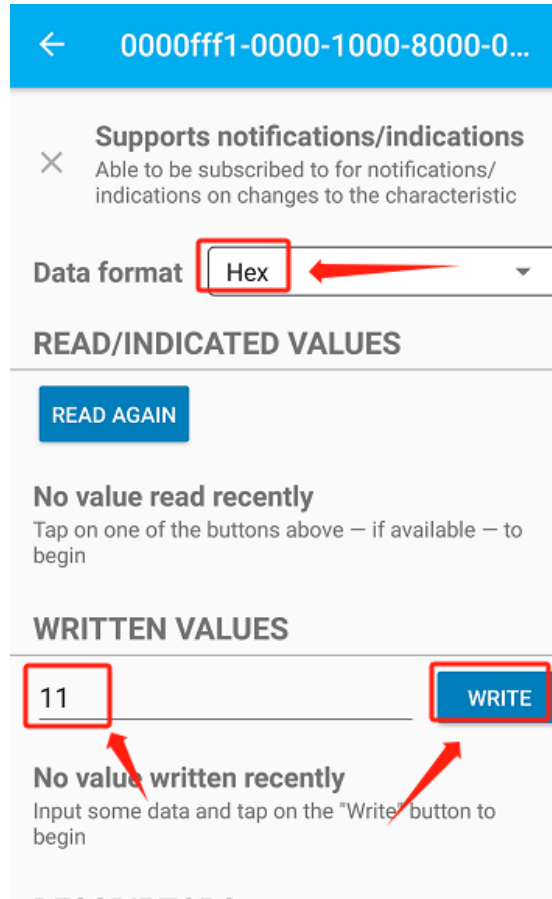 0000fff1-0000-1000-8000-0...
Supports notifications/indications
Able to be subscribed to for notifications/
indications on changes to the characteristic
Data format Hex
READ/INDICATED VALUES
READ AGAIN
No value read recently
Tap on one of the buttons above — if available — to
begin
WRITTEN VALUES
11 WRITE
No value written recently
Input some data and tap on the "Write" button to
begin